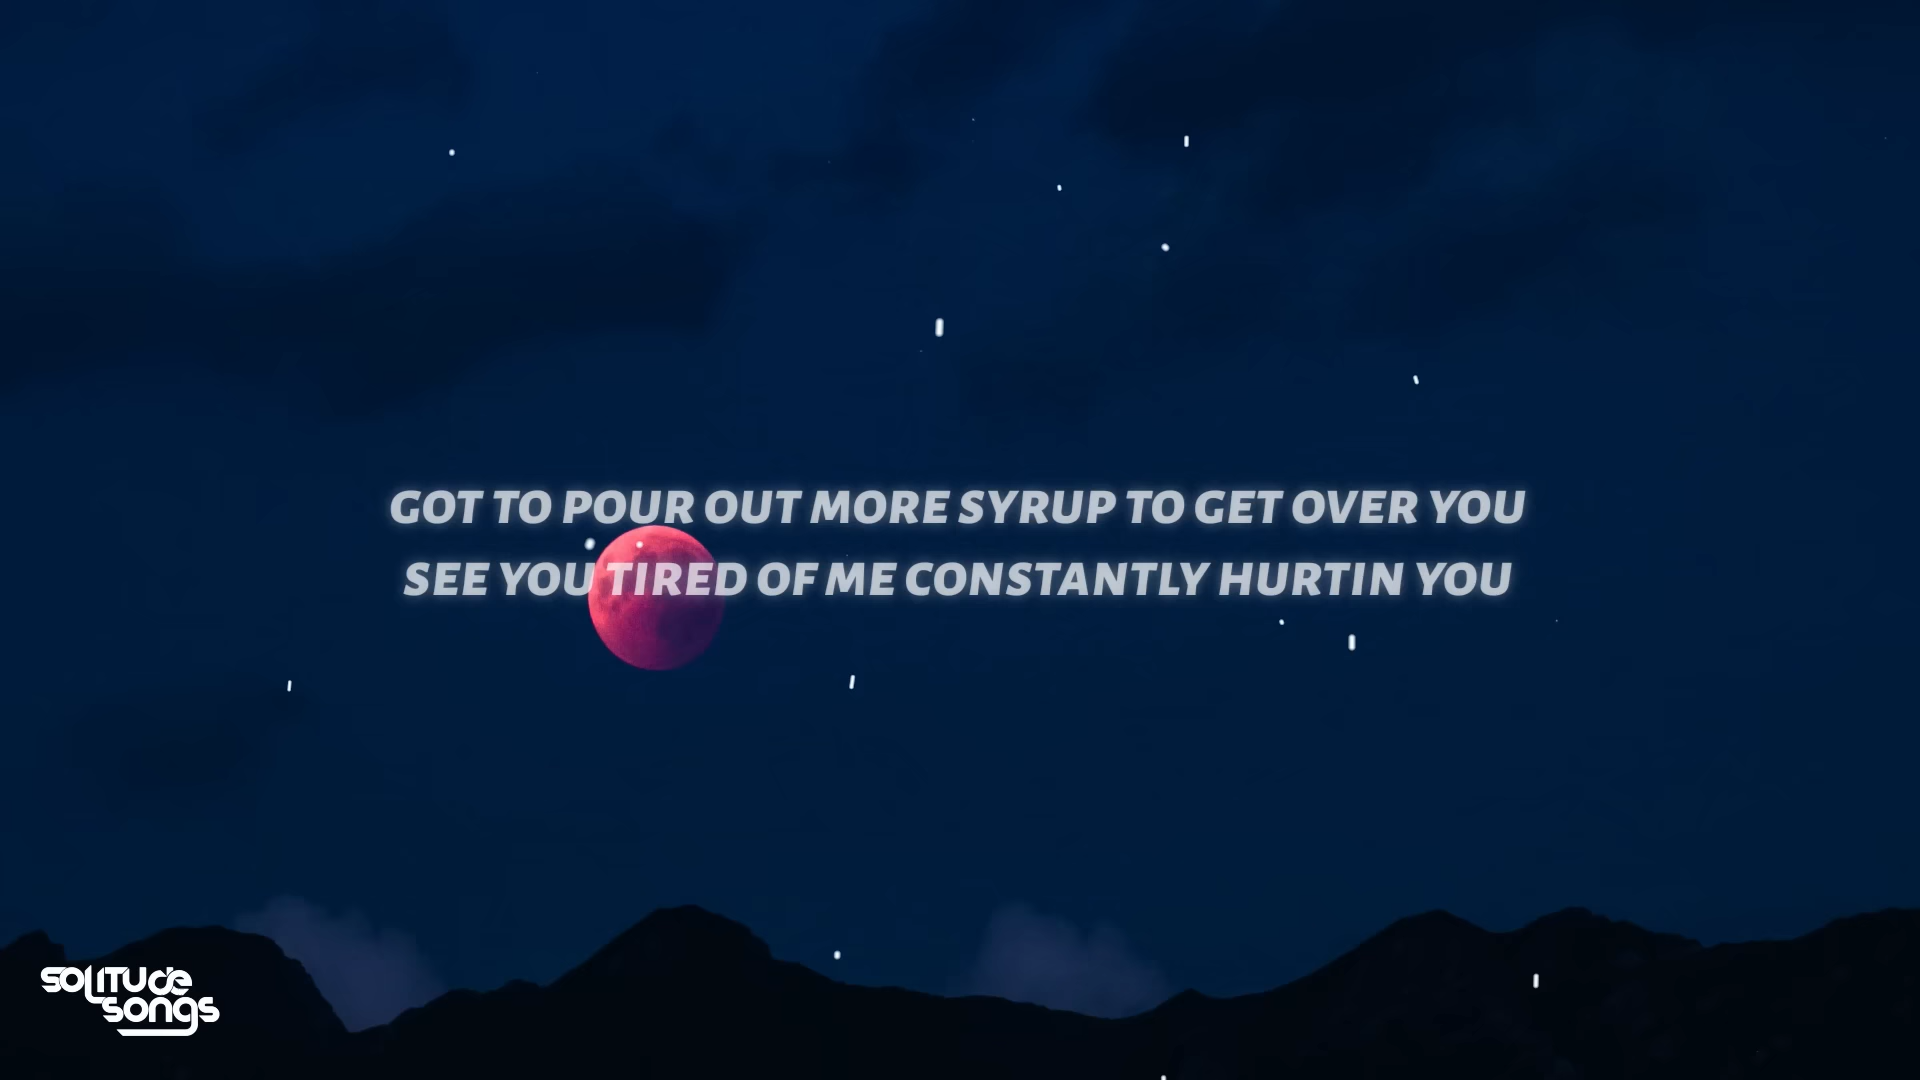 GOT TO POUR OUT MORE SYRUP TO GET OVER YOU
SEE YOU TIRED OF ME CONSTANTLY HURTIN YOU
solitude
songs